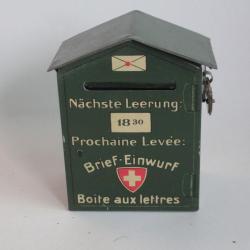 Nächste Leerung:
18 30
Prochaine Levée:
Brief-Einwurf
Boite aux lettres